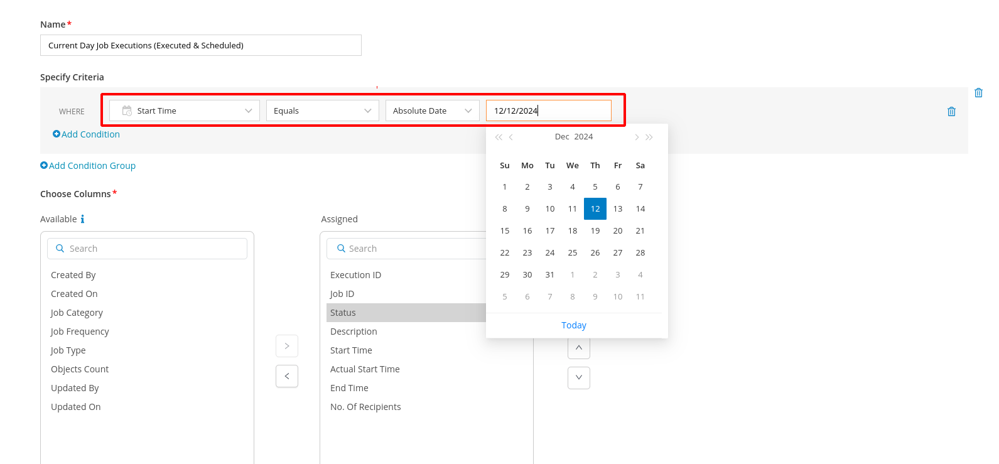 Name*
Current Day Job Executions (Executed & Scheduled)
Specify Criteria
WHERE Start Time Equals Absolute Date 12/12/2024
Add Condition
Add Condition Group
Dec 2024
Su Mo Tu We Th Fr Sa
1 2 3 4 5 6 7
8 9 10 11 12 13 14
15 16 17 18 19 20 21
22 23 24 25 26 27 28
29 30 31 1 2 3 4
5 6 7 8 9 10 11
Today
Choose Columns*
Available
Search
Created By
Created On
Job Category
Job Frequency
Job Type
Objects Count
Updated By
Updated On
Assigned
Search
Execution ID
Job ID
Status
Description
Start Time
Actual Start Time
End Time
No. Of Recipients